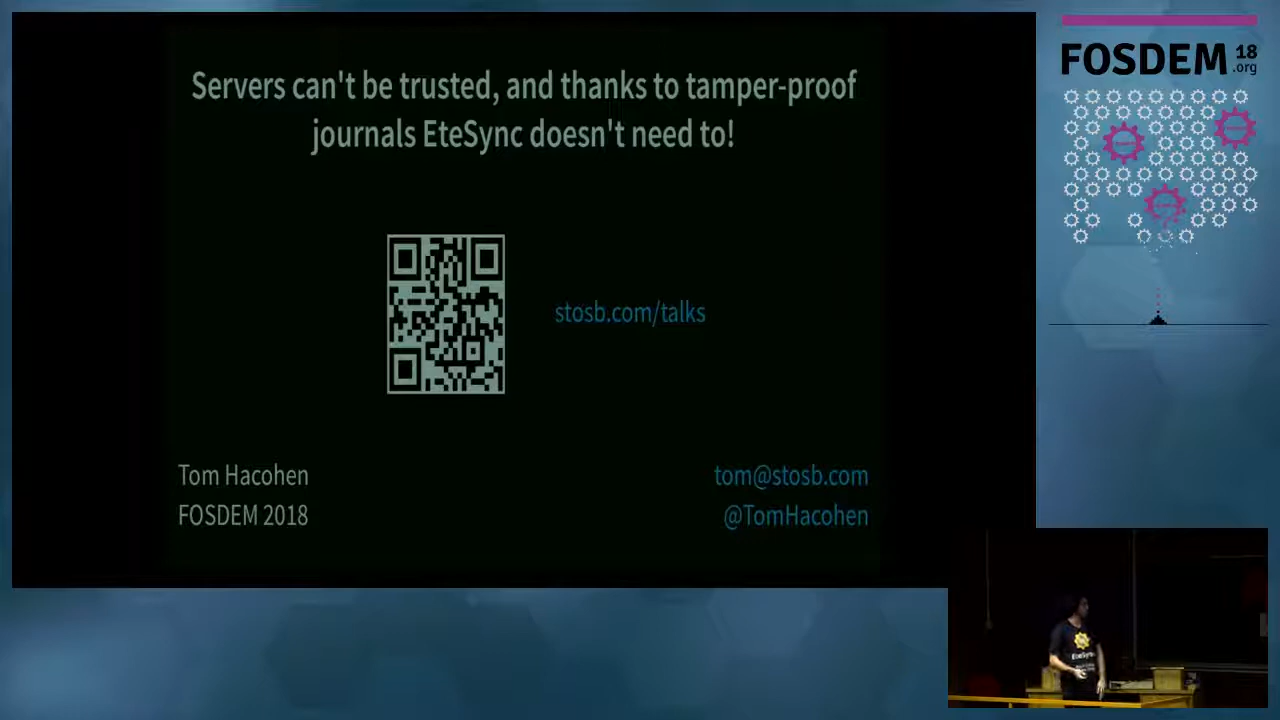 Servers can't be trusted, and thanks to tamper-proof
journals EteSync doesn't need to!
stosb.com/talks
Tom Hacohen
FOSDEM 2018
tom@stosb.com
@TomHacohen
FOSDEM 18
.org
EteSync